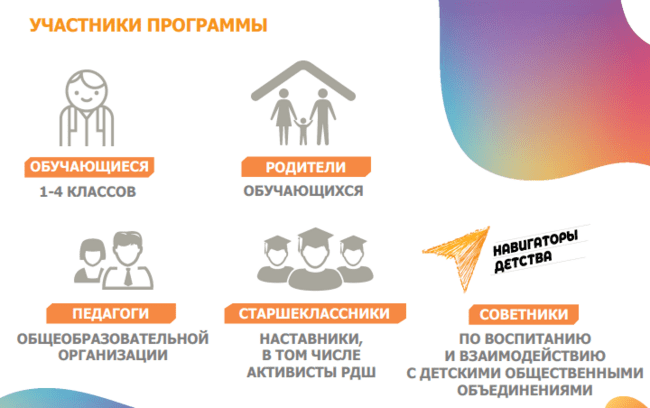 УЧАСТНИКИ ПРОГРАММЫ
ОБУЧАЮЩИЕСЯ
1-4 КЛАССОВ
РОДИТЕЛИ
ОБУЧАЮЩИХСЯ
ПЕДАГОГИ
ОБЩЕОБРАЗОВАТЕЛЬНОЙ
ОРГАНИЗАЦИИ
СТАРШЕКЛАССНИКИ
НАСТАВНИКИ,
В ТОМ ЧИСЛЕ
АКТИВИСТЫ РДШ
НАВИГАТОРЫ
ДЕТСТВА
СОВЕТНИКИ
ПО ВОСПИТАНИЮ
И ВЗАИМОДЕЙСТВИЮ
С ДЕТСКИМИ ОБЩЕСТВЕННЫМИ
ОБЪЕДИНЕНИЯМИ